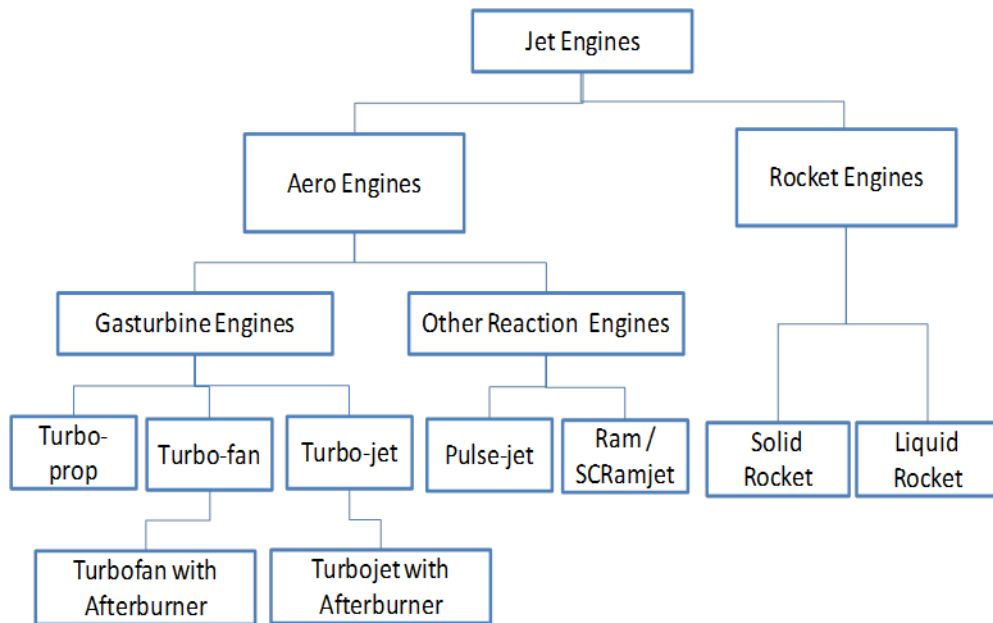 Jet Engines
Aero Engines
Rocket Engines
Gasturbine Engines
Other Reaction Engines
Turbo-
prop
Turbo-fan
Turbo-jet
Pulse-jet
Ram /
SCRamjet
Solid
Rocket
Liquid
Rocket
Turbofan with
Afterburner
Turbojet with
Afterburner